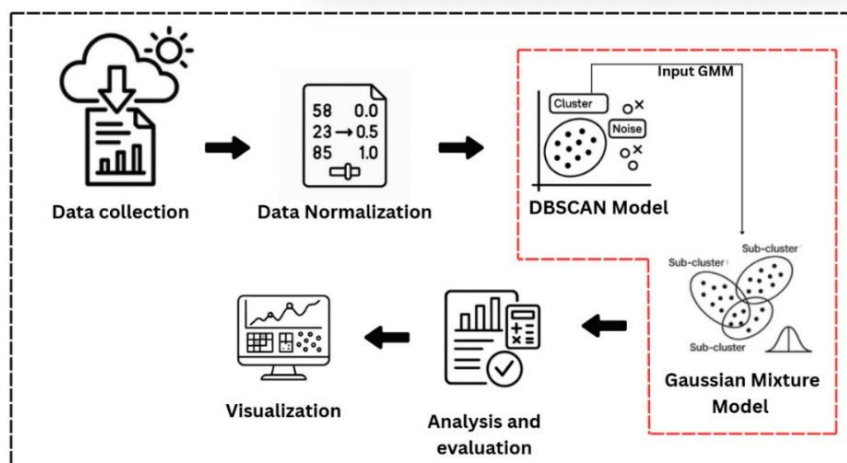 Input GMM
Cluster
Noise
58 0.0
23→0.5
85 1.0
Data collection
Data Normalization
DBSCAN Model
Sub-cluster
Sub-cluster
Sub-cluster
Gaussian Mixture
Model
Analysis and
evaluation
Visualization